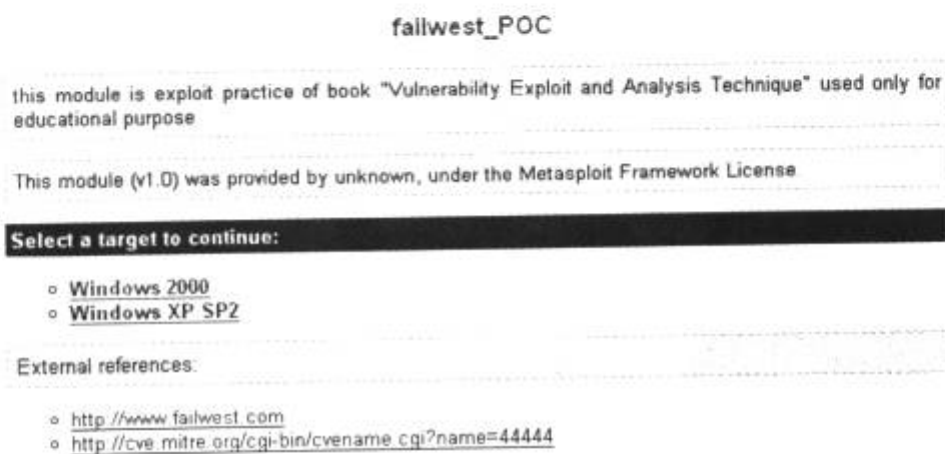 failwest_POC
this module is exploit practice of book "Vulnerability Exploit and Analysis Technique" used only for
educational purpose
This module (v1.0) was provided by unknown, under the Metasploit Framework License.
Select a target to continue:
Windows 2000
Windows XP SP2
External references:
http://www.failwest.com
http://cve.mitre.org/cgi-bin/cvename.cgi?name=44444